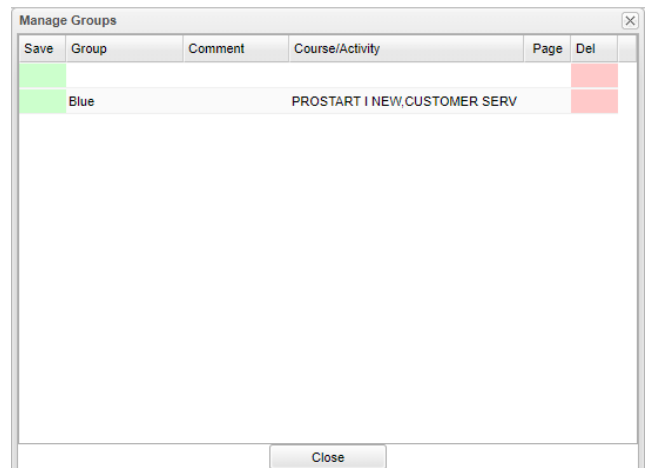 Manage Groups
Save Group Comment Course/Activity Page Del
Blue PROSTART I NEW,CUSTOMER SERV
Close